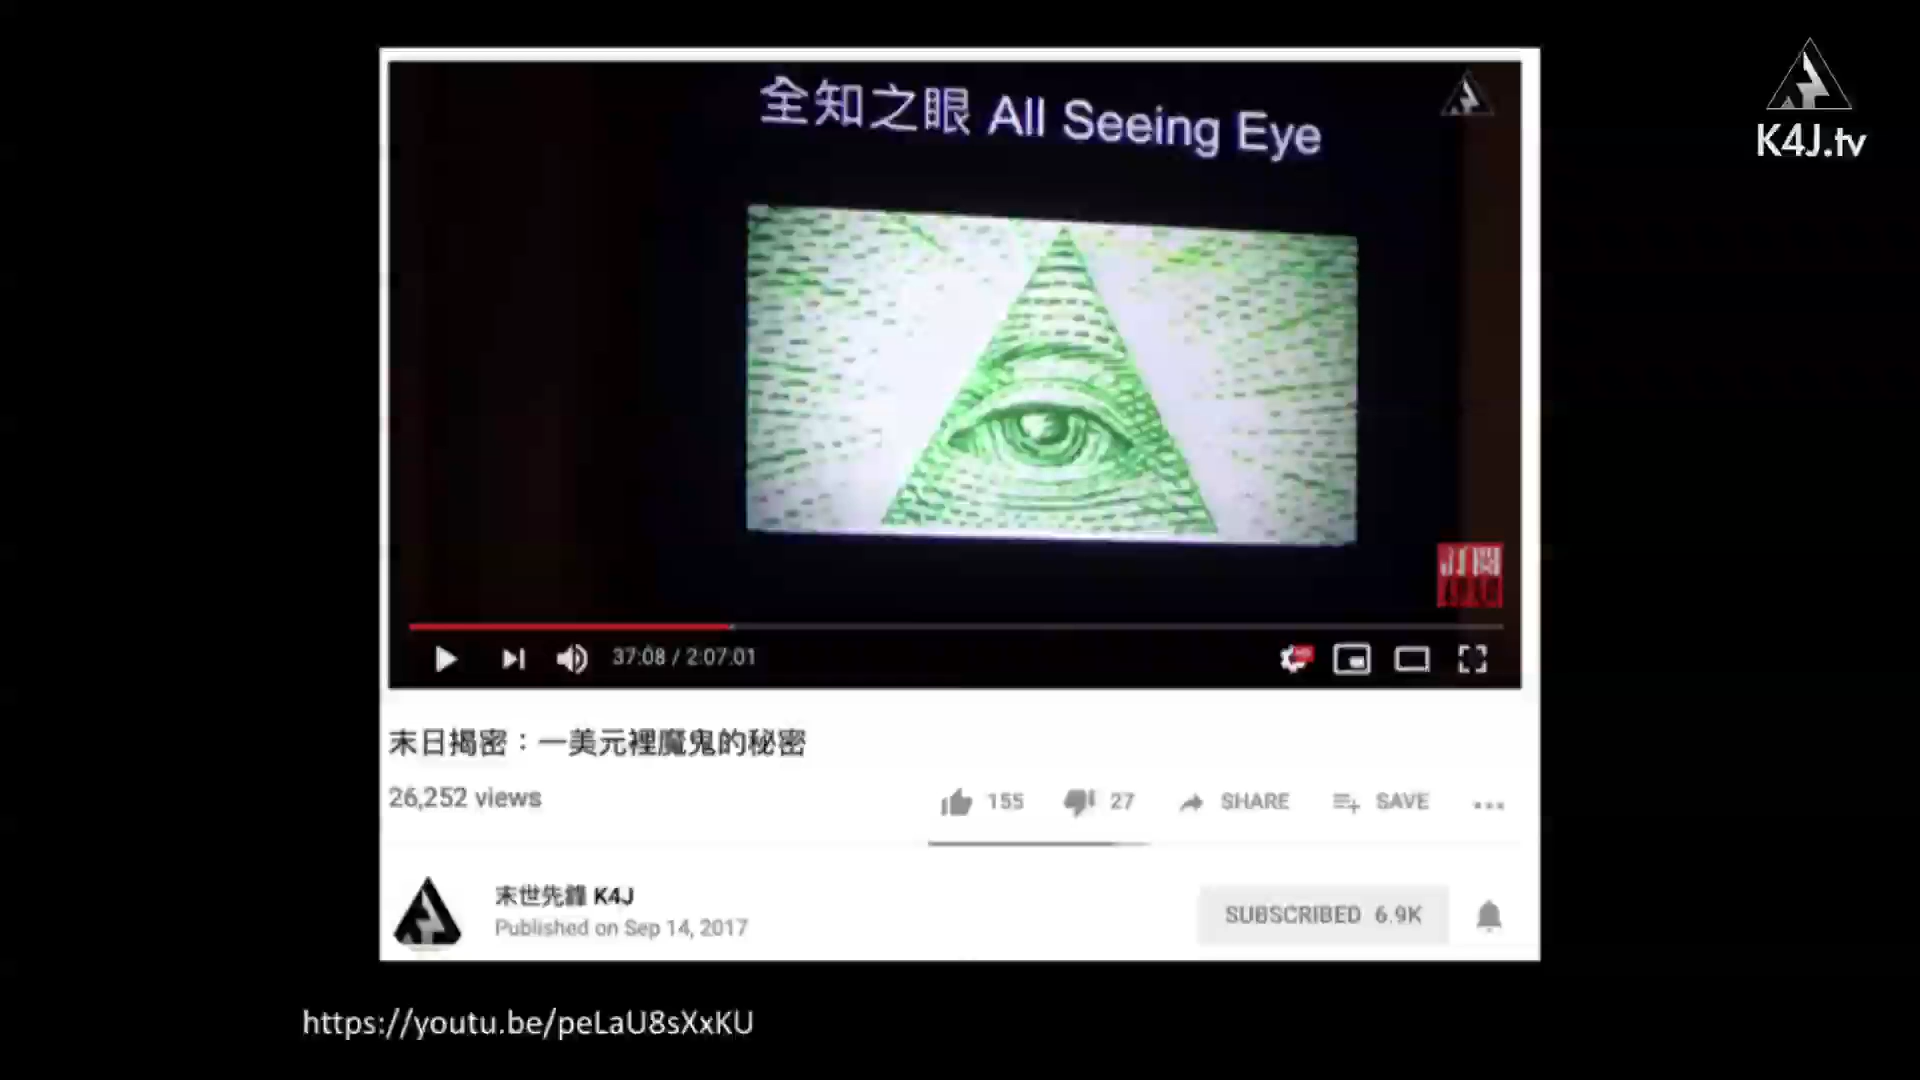 K4J.tv
全知之眼 All Seeing Eye
訂閱
37:08 / 2:07:01
末日揭密：一美元裡魔鬼的秘密
26,252 views
155
27
SHARE
SAVE
末世先鋒 K4J
Published on Sep 14, 2017
SUBSCRIBED 6.9K
https://youtu.be/peLaU8sXxKU